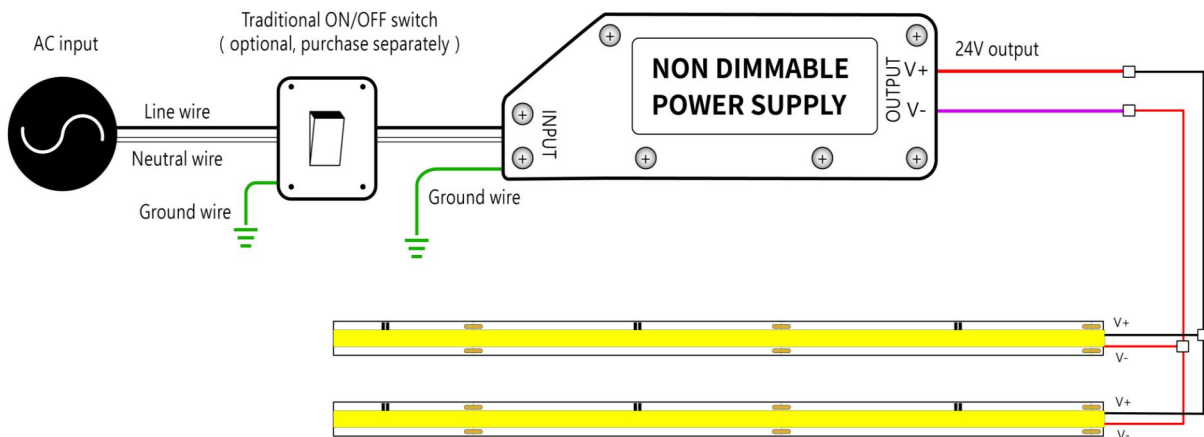 Traditional ON/OFF switch
( optional, purchase separately )
AC input
Line wire
Neutral wire
Ground wire
Ground wire
INPUT
NON DIMMABLE
POWER SUPPLY
OUTPUT
V+
V-
24V output
V+
V-
V+
V-